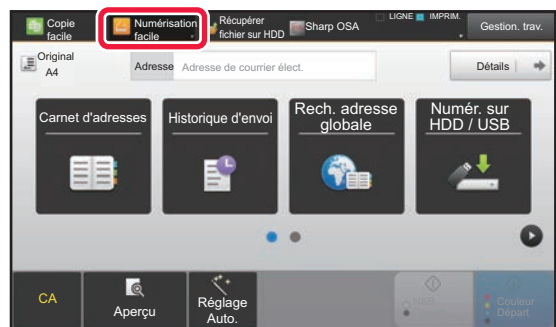 Copie
facile
Numérisation
facile
Récupérer
fichier sur HDD
Sharp OSA
LIGNE
IMPRIM.
Gestion. trav.
Original
A4
Adresse
Adresse de courrier élect.
Détails
Carnet d'adresses
Historique d'envoi
Rech. adresse
globale
Numér. sur
HDD / USB
CA
Aperçu
Réglage
Auto.
Couleur
Départ